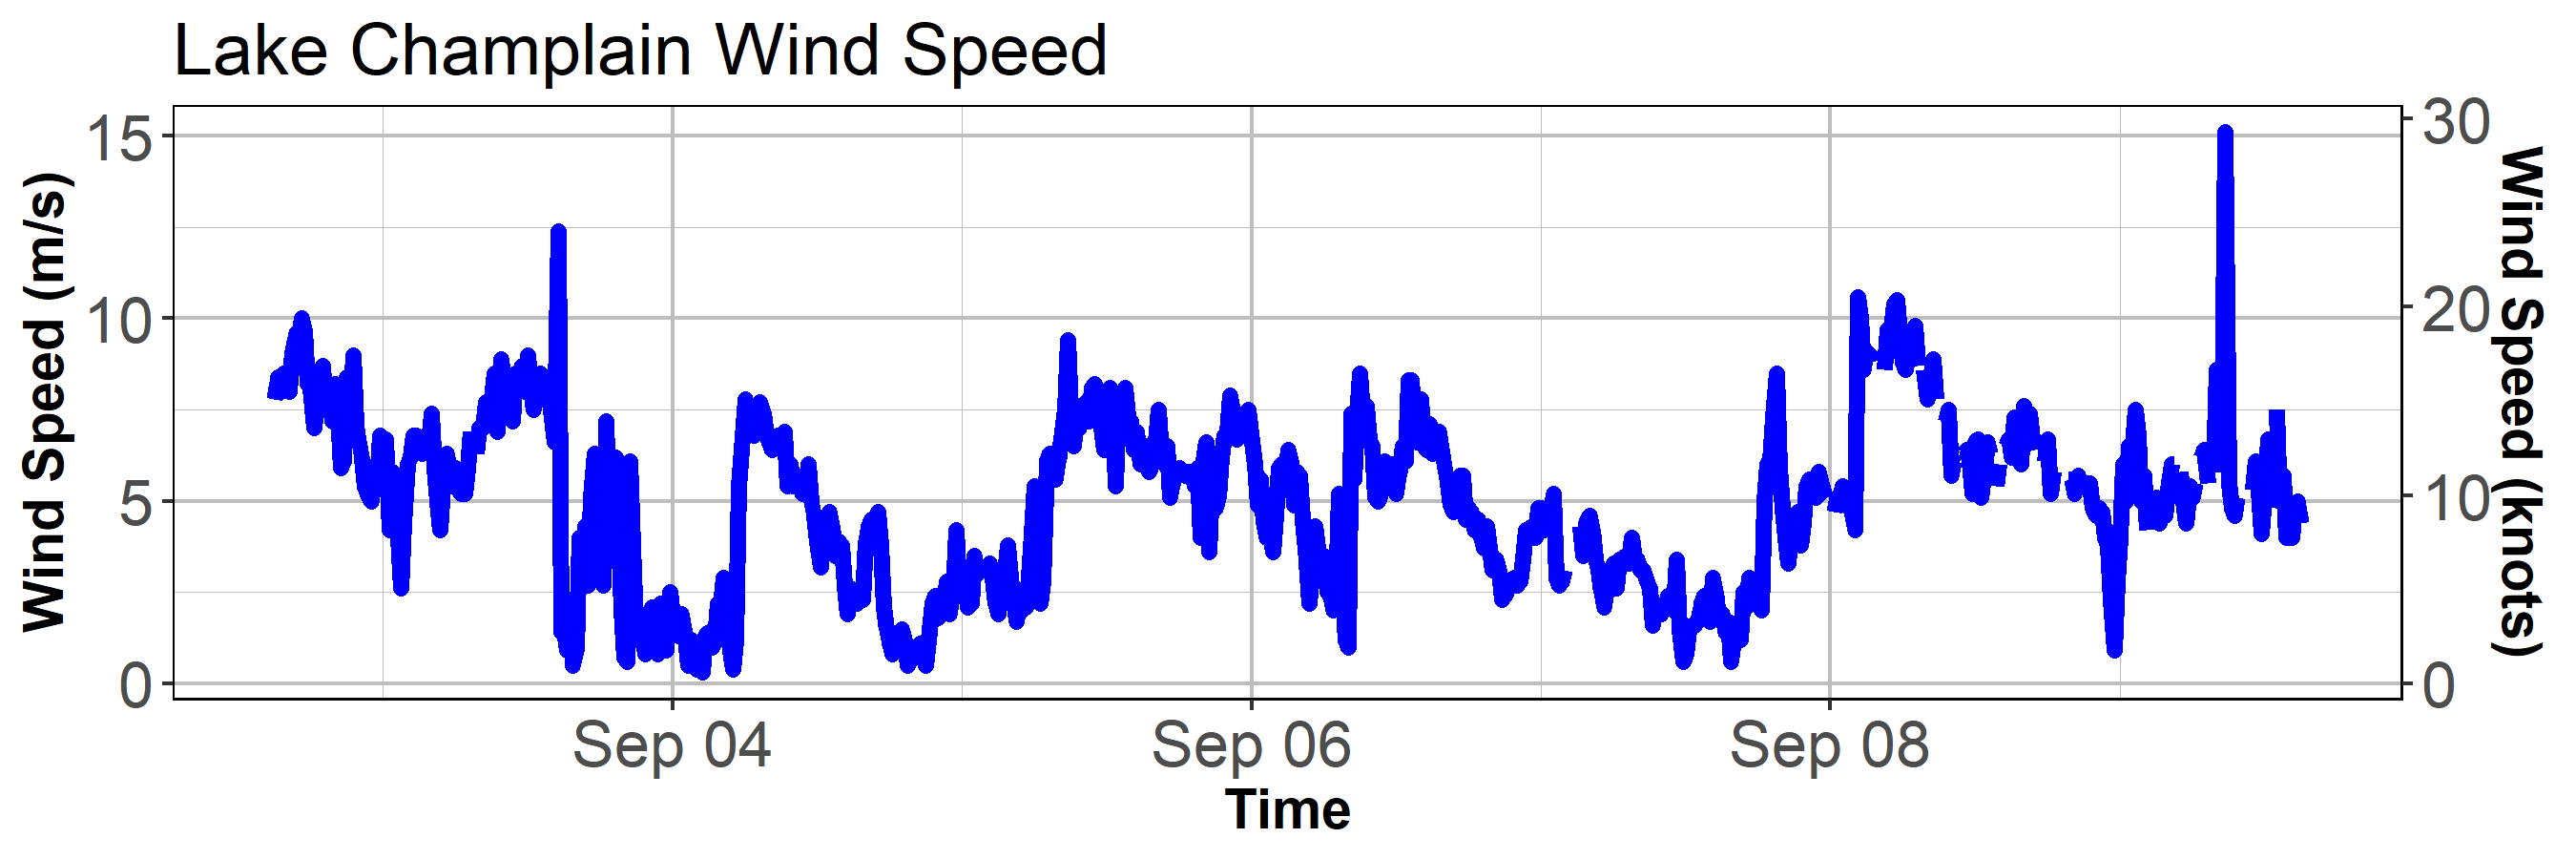 Lake Champlain Wind Speed
Wind Speed (m/s)
15
10
5
0
30
20
10
0
Wind Speed (knots)
Sep 04
Sep 06
Sep 08
Time